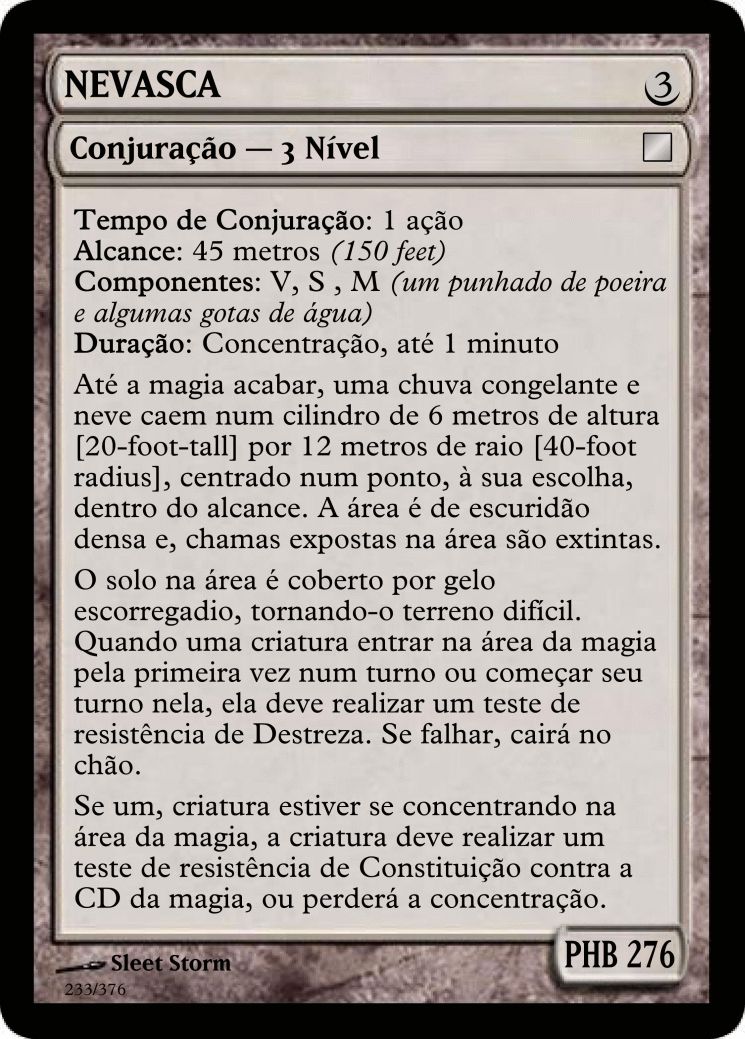 NEVASCA 3
Conjuração — 3 Nível
Tempo de Conjuração: 1 ação
Alcance: 45 metros (150 feet)
Componentes: V, S , M (um punhado de poeira
e algumas gotas de água)
Duração: Concentração, até 1 minuto
Até a magia acabar, uma chuva congelante e
neve caem num cilindro de 6 metros de altura
[20-foot-tall] por 12 metros de raio [40-foot
radius], centrado num ponto, à sua escolha,
dentro do alcance. A área é de escuridão
densa e, chamas expostas na área são extintas.
O solo na área é coberto por gelo
escorregadio, tornando-o terreno difícil.
Quando uma criatura entrar na área da magia
pela primeira vez num turno ou começar seu
turno nela, ela deve realizar um teste de
resistência de Destreza. Se falhar, cairá no
chão.
Se um, criatura estiver se concentrando na
área da magia, a criatura deve realizar um
teste de resistência de Constituição contra a
CD da magia, ou perderá a concentração.
PHB 276
Sleet Storm
233/376